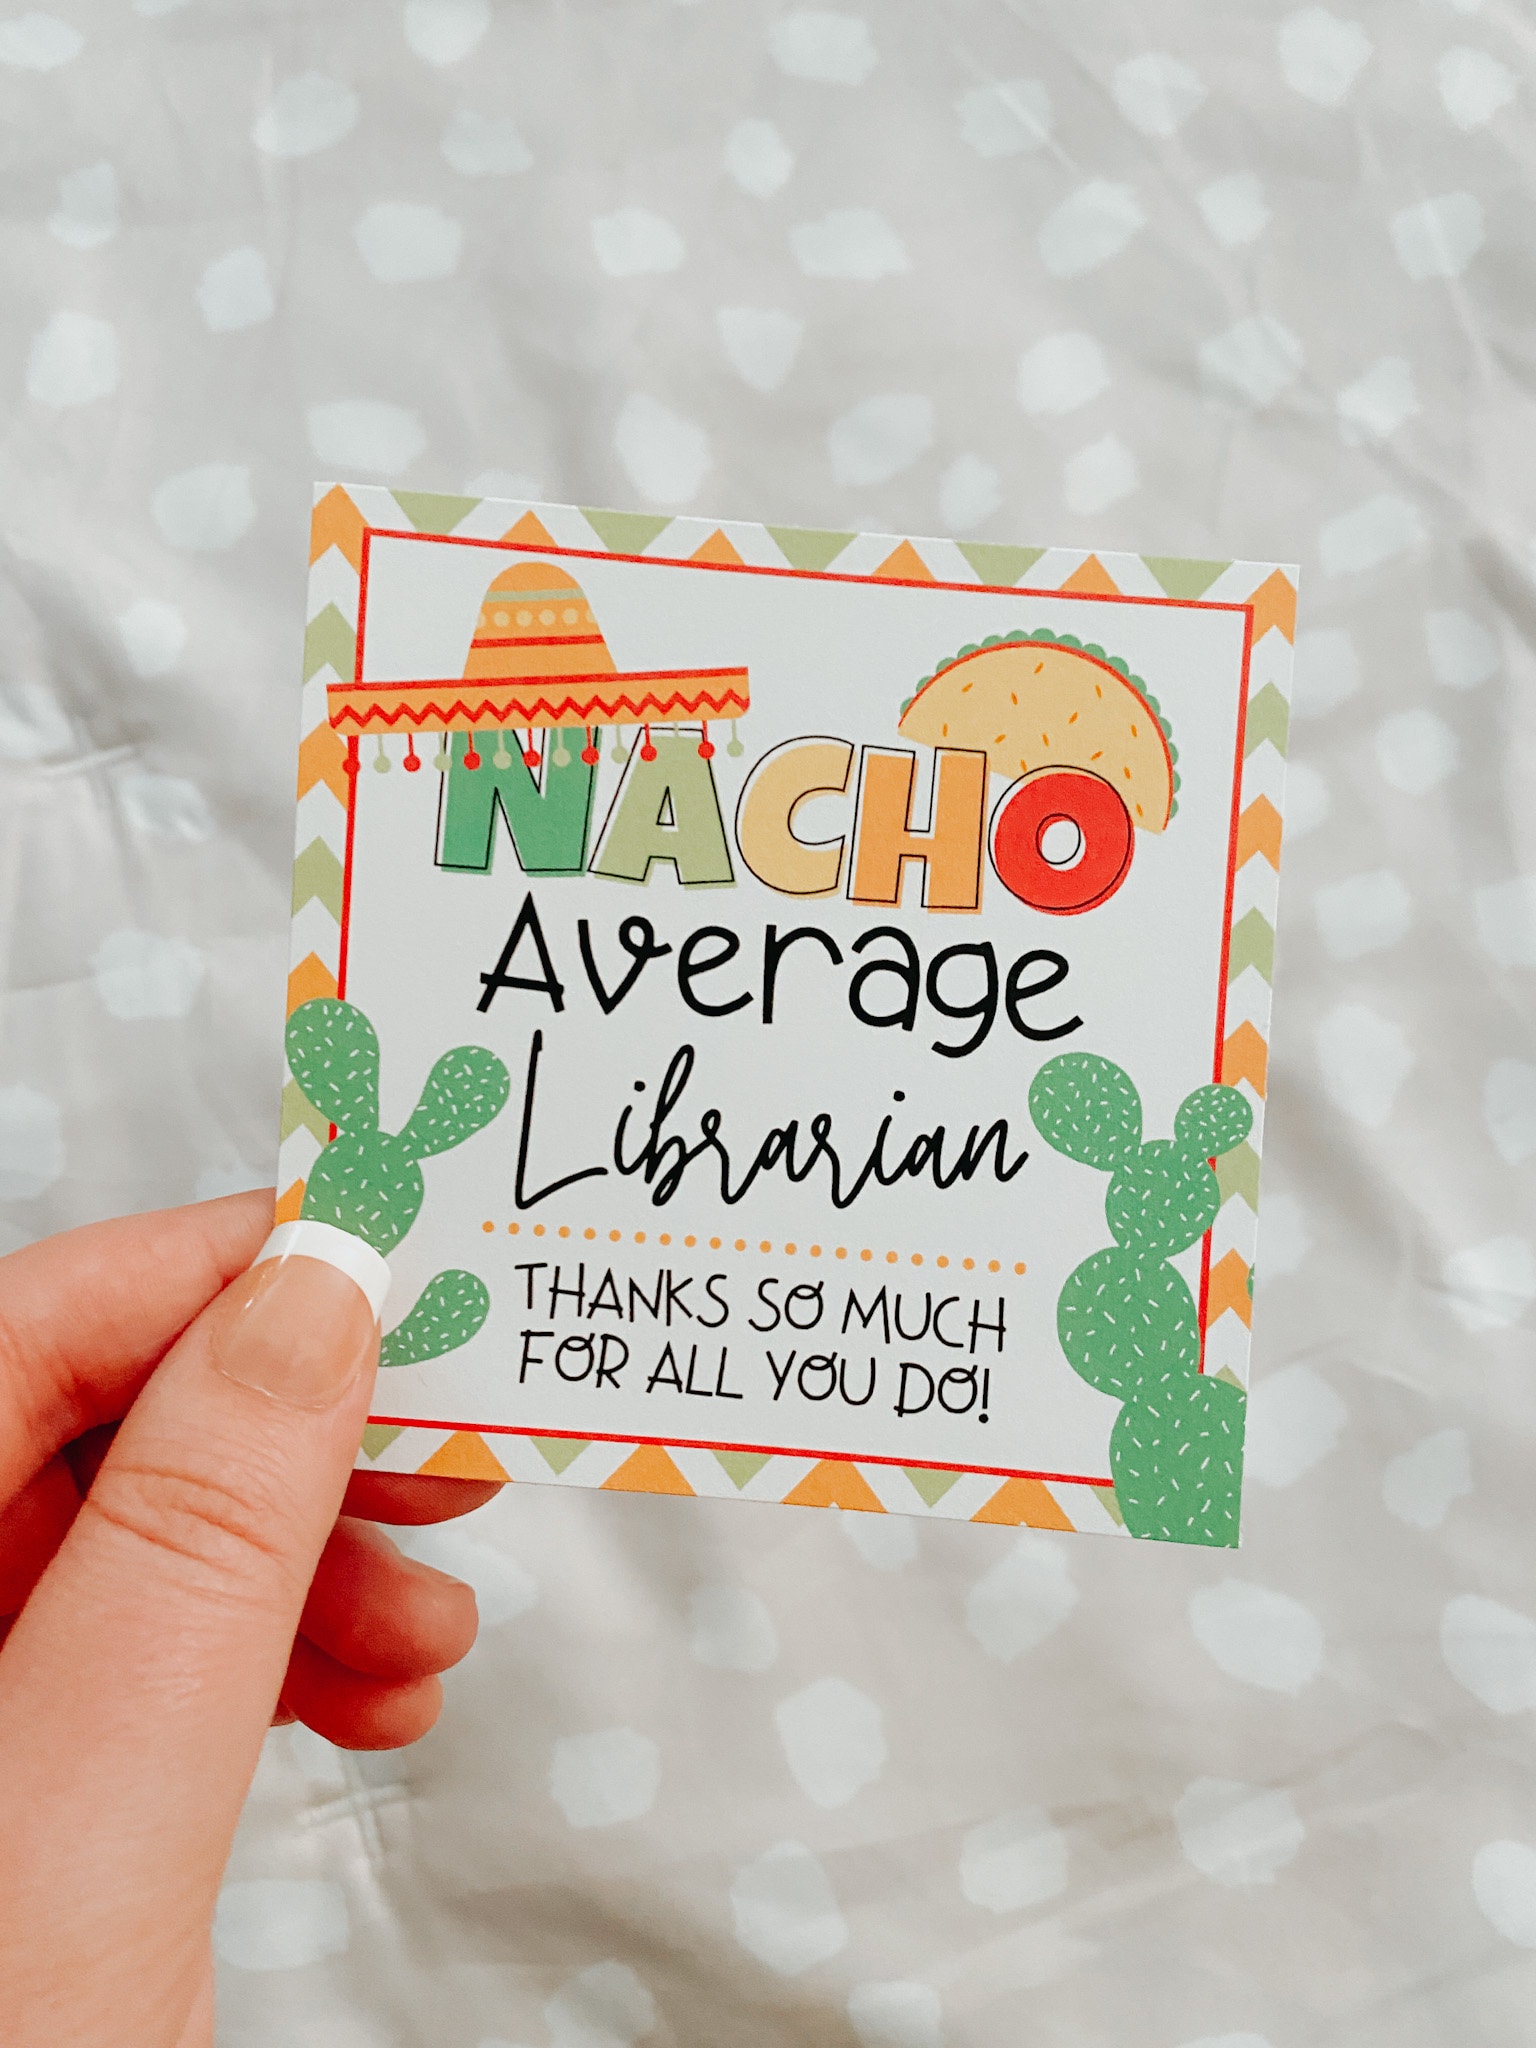 NACHO
Average
Librarian
THANKS SO MUCH
FOR ALL YOU DO!